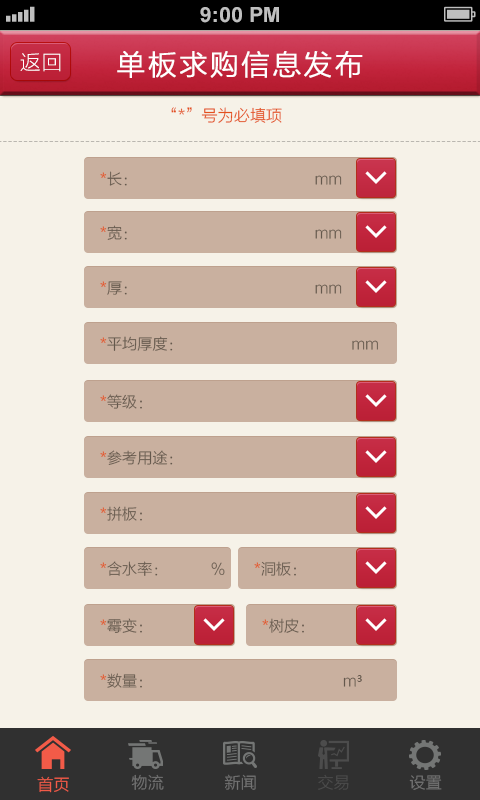 9:00 PM
返回
单板求购信息发布
“*”号为必填项
*长: mm
*宽: mm
*厚: mm
*平均厚度: mm
*等级:
*参考用途:
*拼板:
*含水率: % *洞板:
*霉变: *树皮:
*数量: m³
首页 物流 新闻 交易 设置